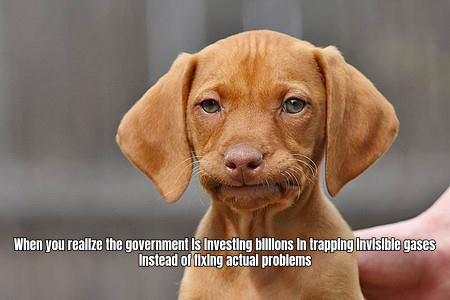 When you realize the government is investing billions in trapping invisible gases
instead of fixing actual problems